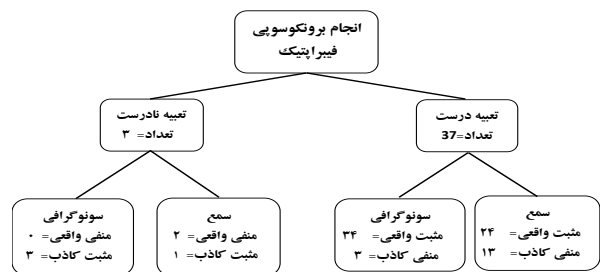 انجام برونکوسوپی
فیبراپتیک
تعبیه درست
تعداد=37
تعبیه نادرست
تعداد= ۳
سمع
مثبت واقعی= ۲۴
منفی کاذب= ۱۳
سونوگرافی
مثبت واقعی= ۳۴
منفی کاذب= ۳
سمع
منفی واقعی= ۲
مثبت کاذب= ۱
سونوگرافی
منفی واقعی= ۰
مثبت کاذب= ۳